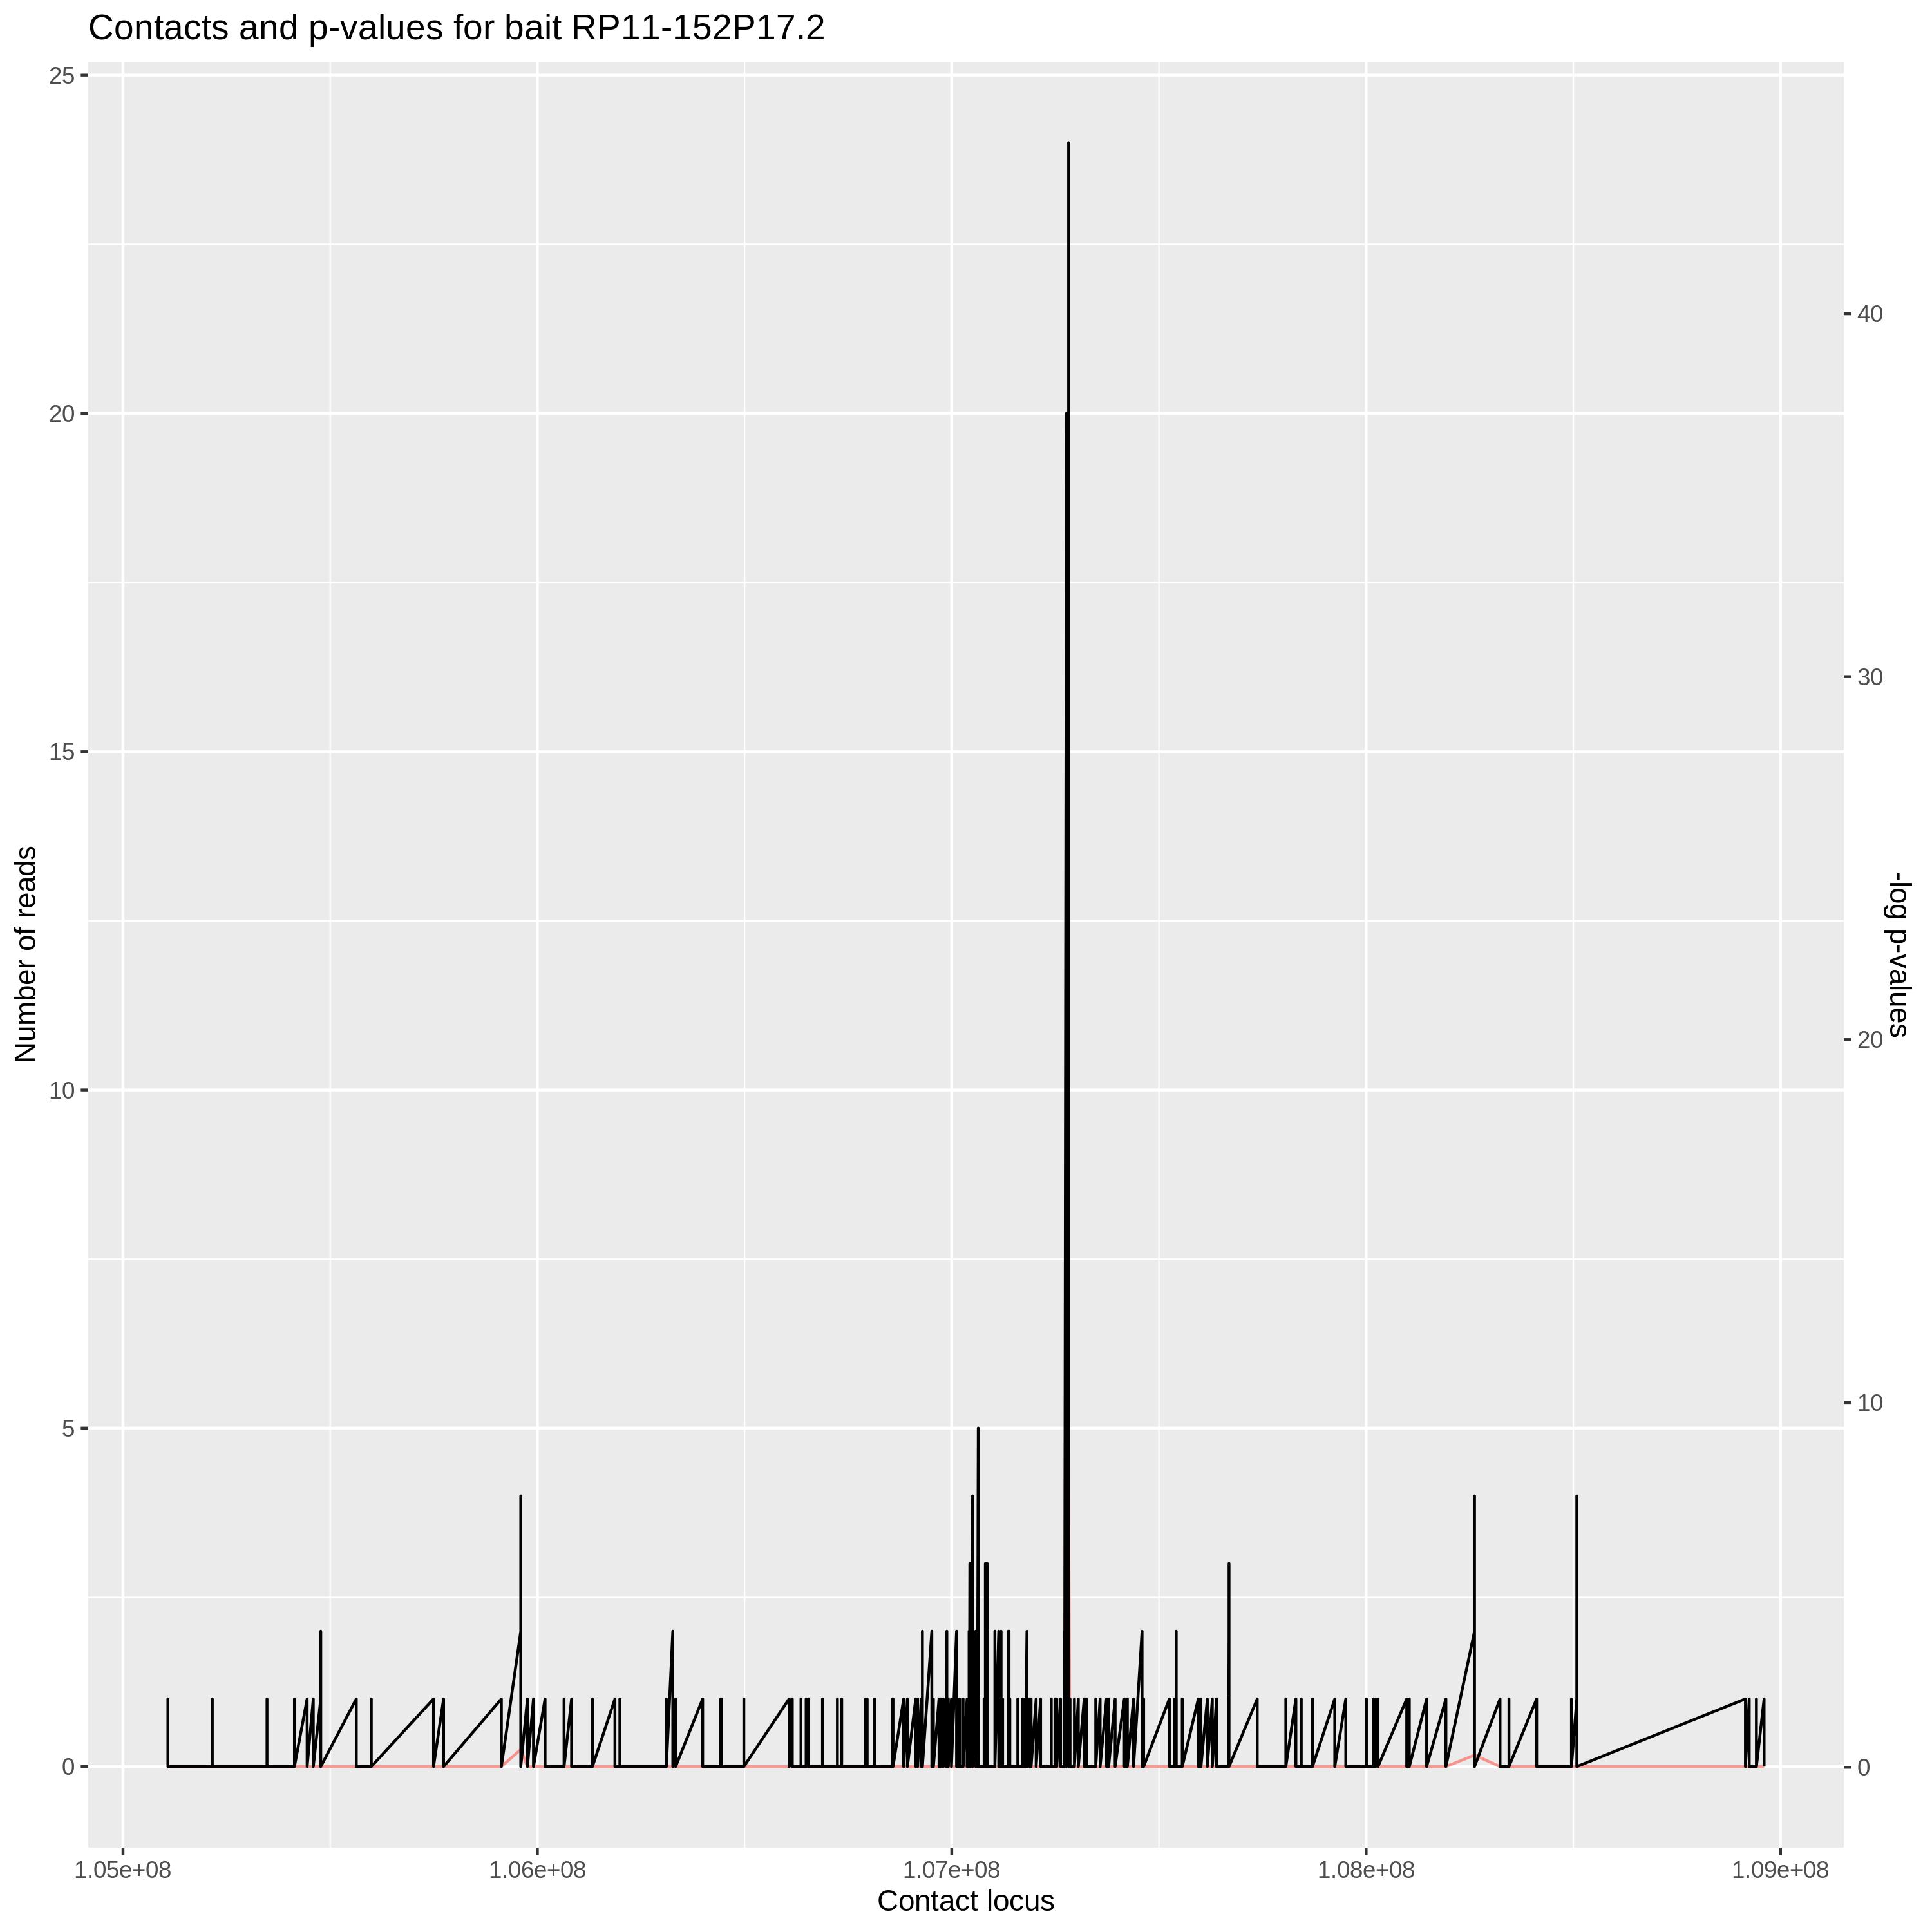 Contacts and p-values for bait RP11-152P17.2
25
20
15
10
5
0
40
30
20
10
0
Number of reads
-log p-values
1.05e+08
1.06e+08
1.07e+08
1.08e+08
1.09e+08
Contact locus